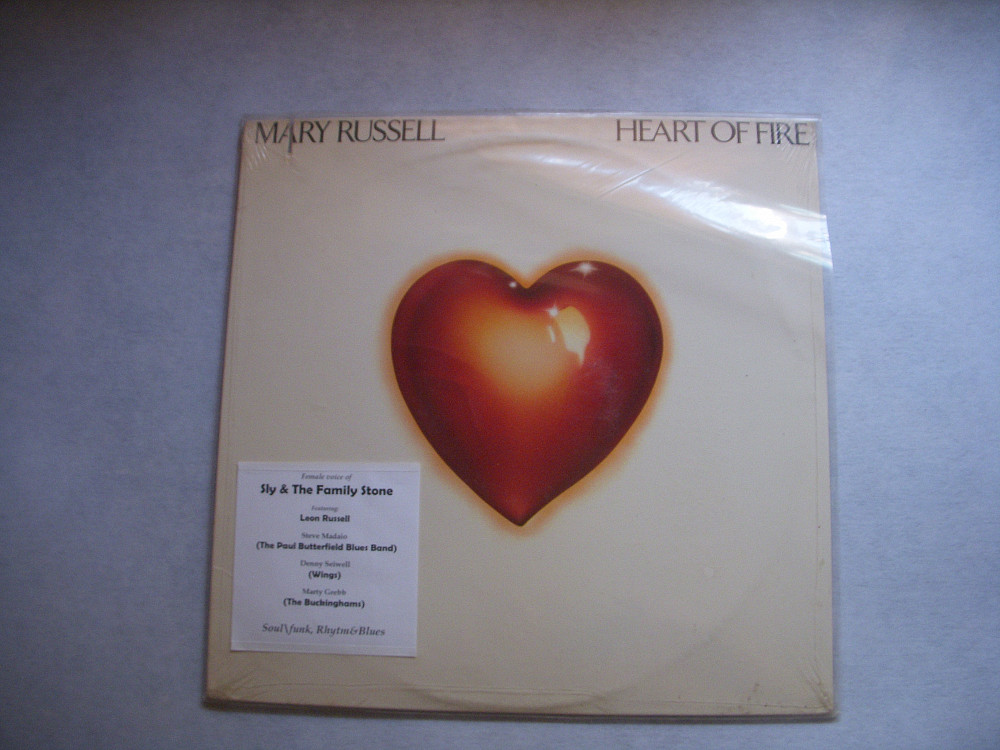 MARY RUSSELL HEART OF FIRE
Female voice of
Sly & The Family Stone
Featuring:
Leon Russell
Steve Madaio
(The Paul Butterfield Blues Band)
Denny Seiwell
(Wings)
Marty Grebb
(The Buckinghams)
Soul\funk, Rhytm&Blues